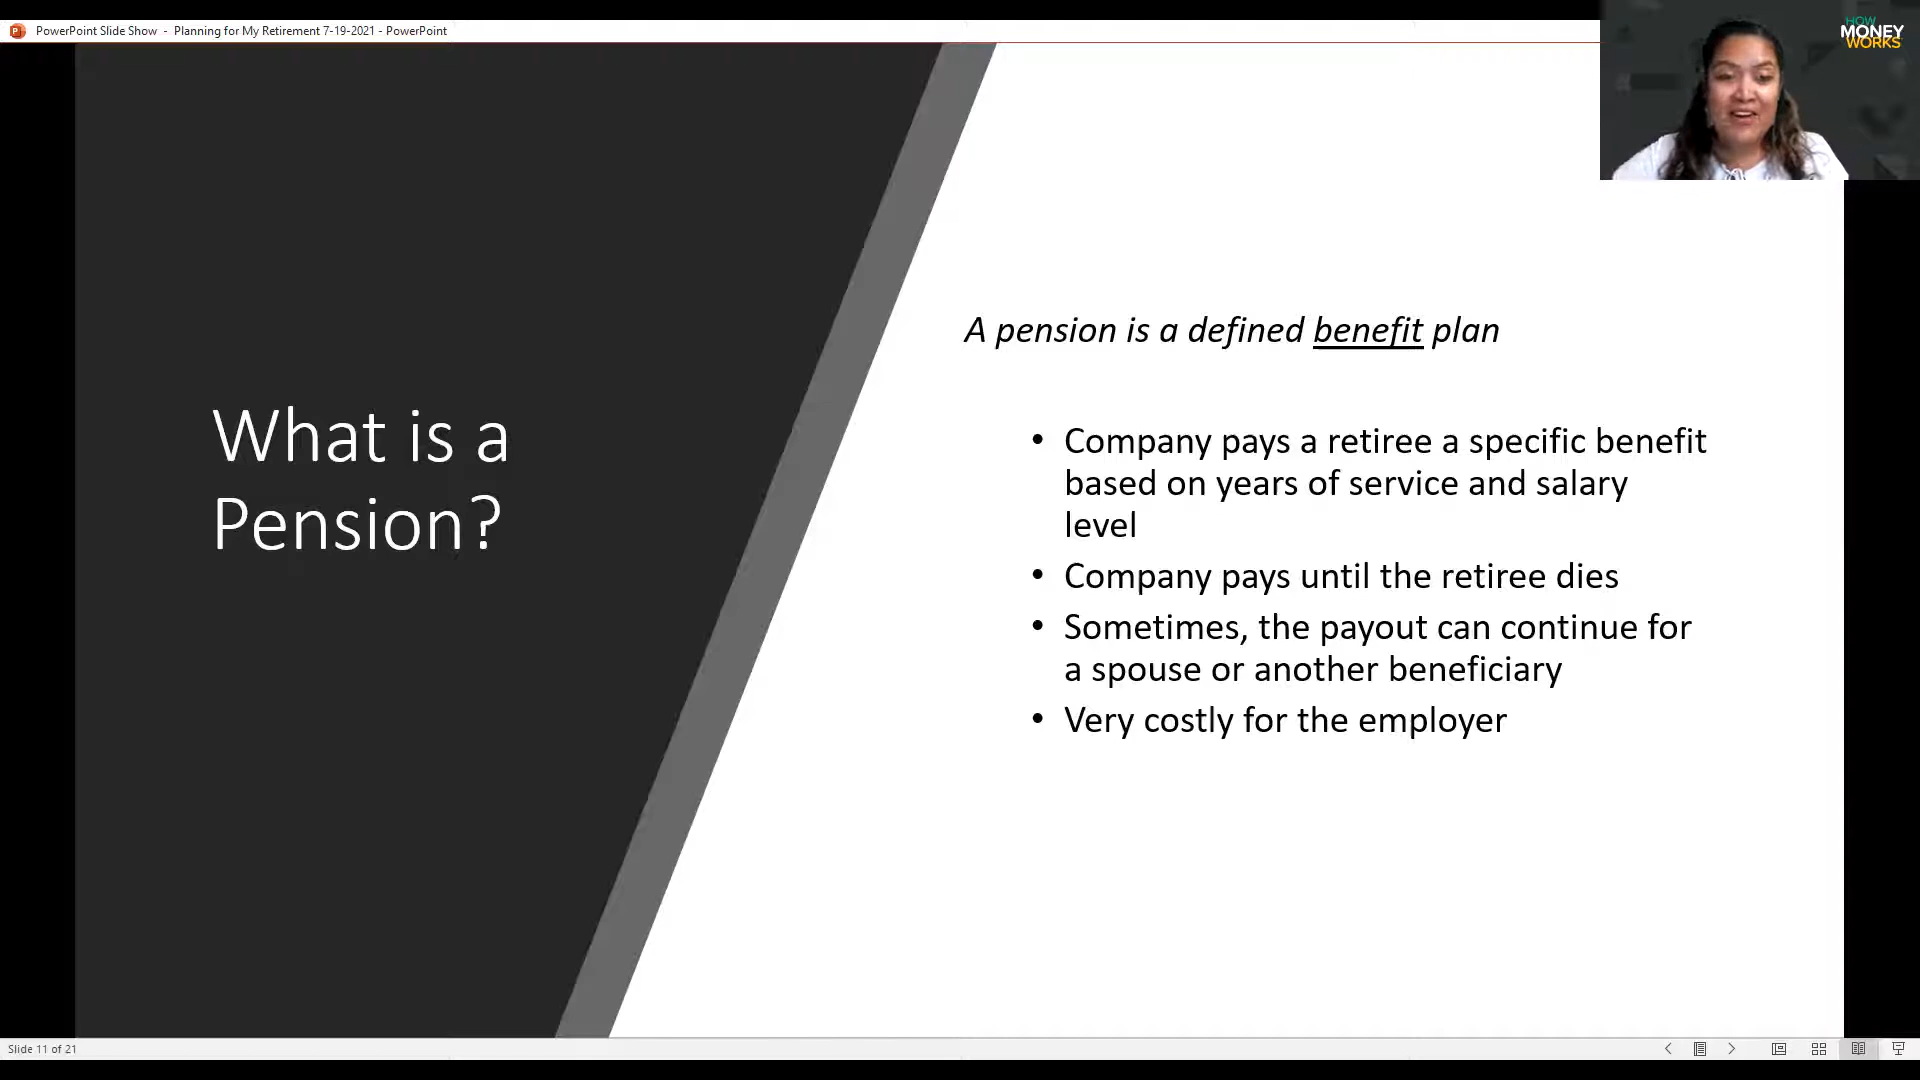 PowerPoint Slide Show - Planning for My Retirement 7-19-2021 - PowerPoint
HOW
MONEY
WORKS
What is a
Pension?
A pension is a defined benefit plan
• Company pays a retiree a specific benefit
based on years of service and salary
level
• Company pays until the retiree dies
• Sometimes, the payout can continue for
a spouse or another beneficiary
• Very costly for the employer
Slide 11 of 21